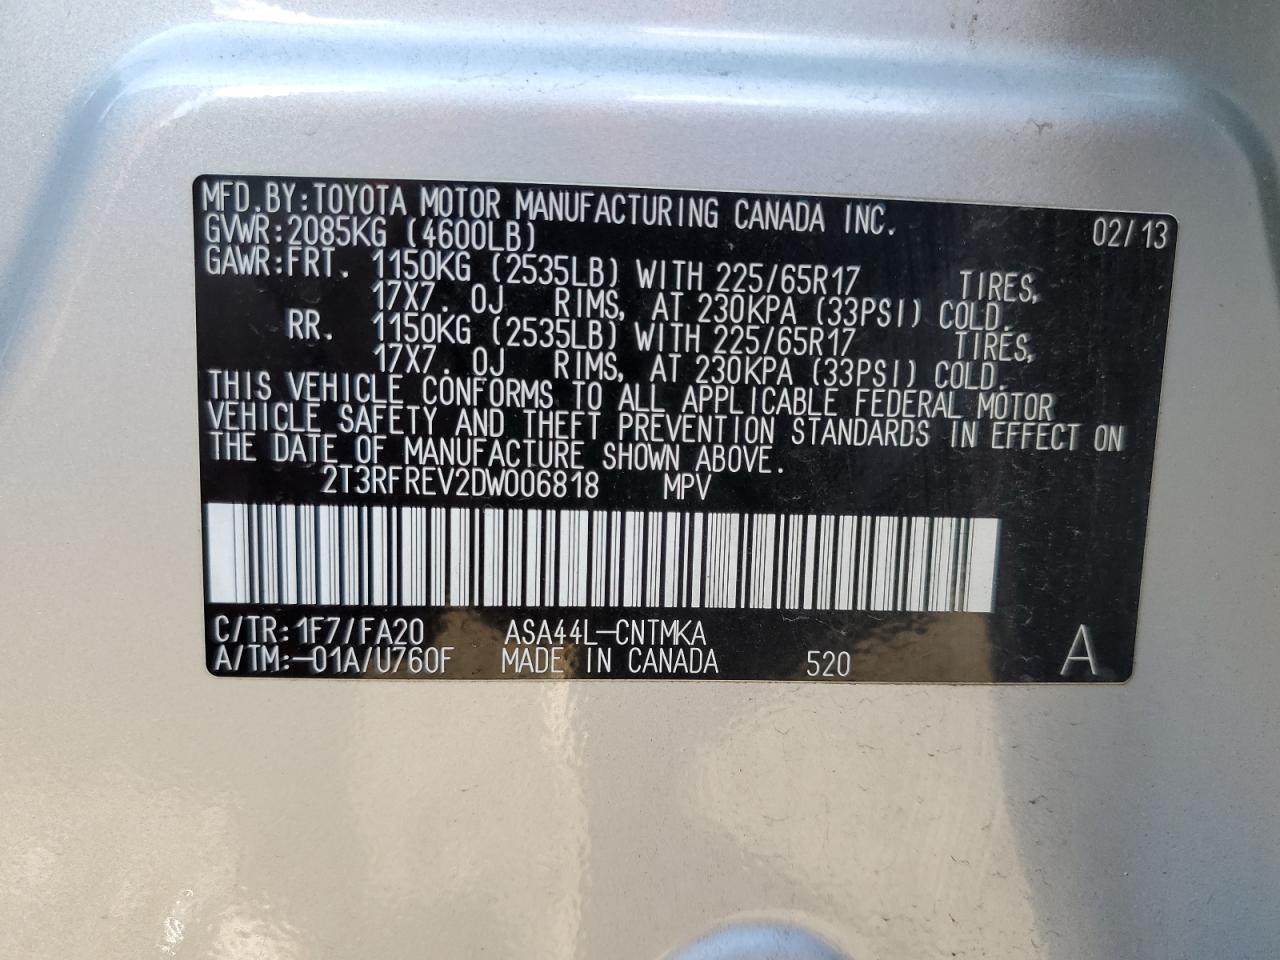 MFD.BY:TOYOTA MOTOR MANUFACTURING CANADA INC. 02/13
GVWR:2085KG (4600LB)
GAWR:FRT. 1150KG (2535LB) WITH 225/65R17 TIRES,
17X7.0J RIMS, AT 230KPA (33PSI) COLD.
RR. 1150KG (2535LB) WITH 225/65R17 TIRES,
17X7.0J RIMS, AT 230KPA (33PSI) COLD.
THIS VEHICLE CONFORMS TO ALL APPLICABLE FEDERAL MOTOR
VEHICLE SAFETY AND THEFT PREVENTION STANDARDS IN EFFECT ON
THE DATE OF MANUFACTURE SHOWN ABOVE.
2T3RFREV2DW006818 MPV
C/TR:1F7/FA20 ASA44L-CNTMKA
A/TM:-01A/U760F MADE IN CANADA 520 A